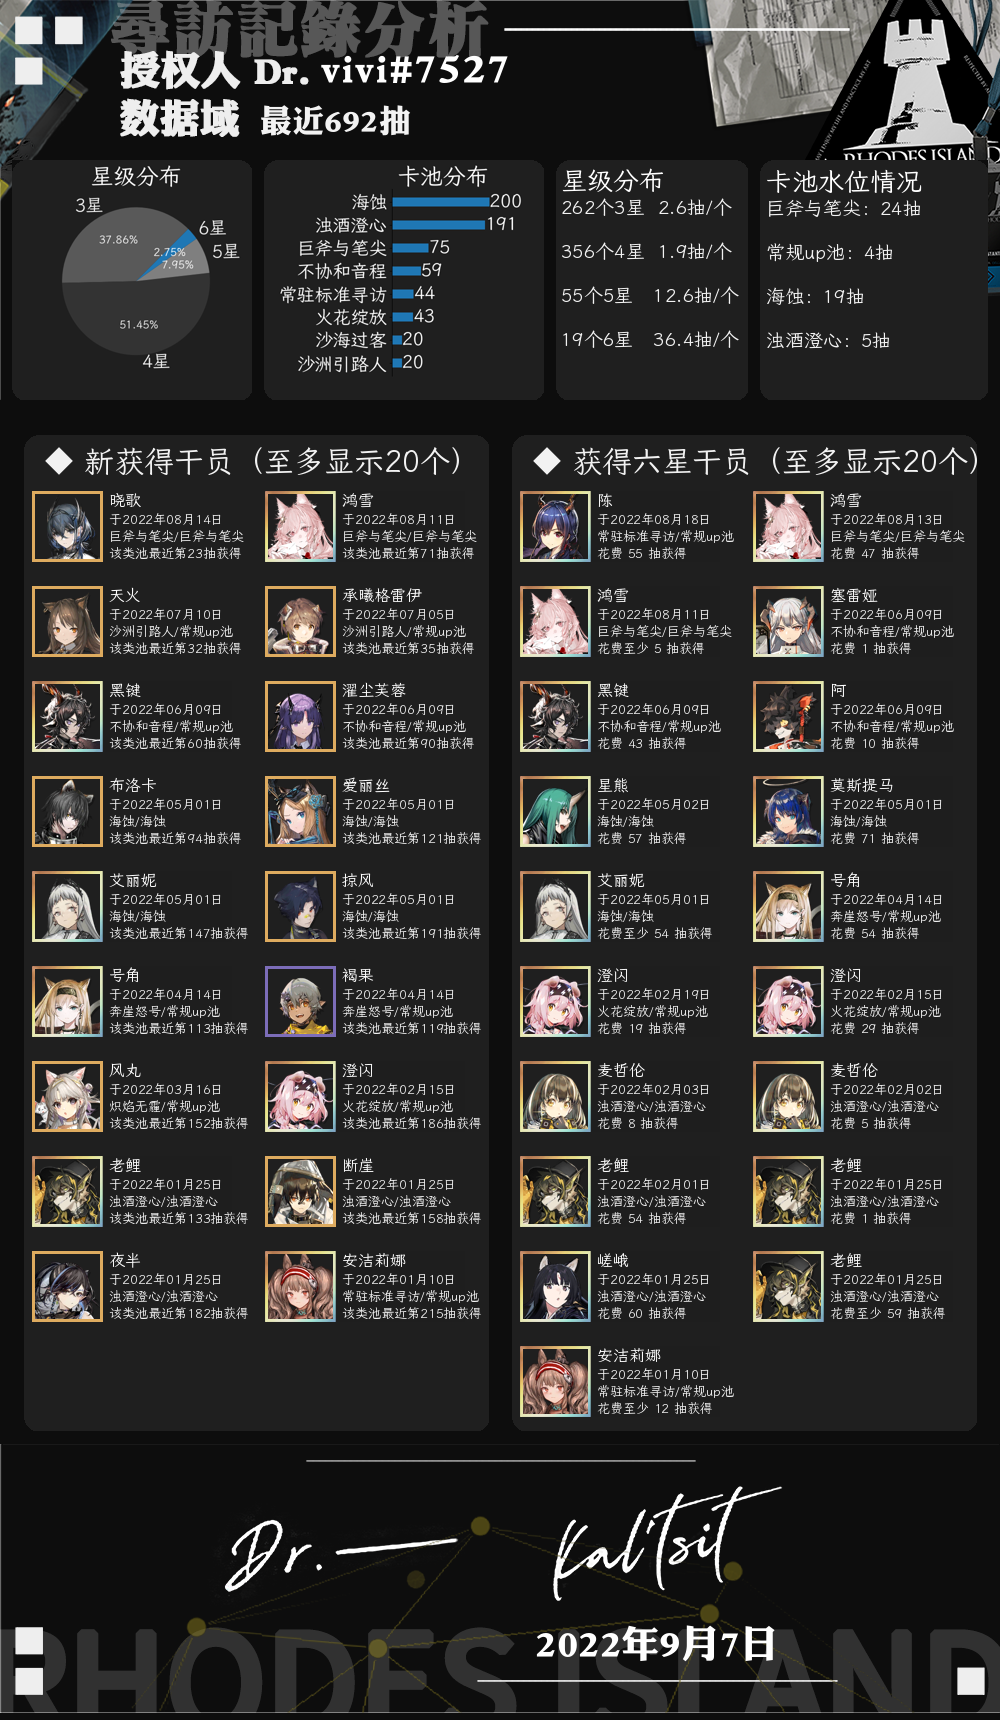 尋訪記錄分析
授权人 Dr. vivi#7527
数据域 最近692抽
RHODES ISLAND
星级分布
3星
6星
5星
4星
37.86%
2.75%
7.95%
51.45%
卡池分布
海蚀 200
浊酒澄心 191
巨斧与笔尖 75
不协和音程 59
常驻标准寻访 44
火花绽放 43
沙海过客 20
沙洲引路人 20
星级分布
262个3星 2.6抽/个
356个4星 1.9抽/个
55个5星 12.6抽/个
19个6星 36.4抽/个
卡池水位情况
巨斧与笔尖：24抽
常规up池：4抽
海蚀：19抽
浊酒澄心：5抽
◆ 新获得干员（至多显示20个）
晓歌
于2022年08月14日
巨斧与笔尖/巨斧与笔尖
该类池最近第23抽获得
鸿雪
于2022年08月11日
巨斧与笔尖/巨斧与笔尖
该类池最近第71抽获得
天火
于2022年07月10日
沙洲引路人/常规up池
该类池最近第32抽获得
承曦格雷伊
于2022年07月05日
沙洲引路人/常规up池
该类池最近第35抽获得
黑键
于2022年06月09日
不协和音程/常规up池
该类池最近第60抽获得
濯尘芙蓉
于2022年06月09日
不协和音程/常规up池
该类池最近第90抽获得
布洛卡
于2022年05月01日
海蚀/海蚀
该类池最近第94抽获得
爱丽丝
于2022年05月01日
海蚀/海蚀
该类池最近第121抽获得
艾丽妮
于2022年05月01日
海蚀/海蚀
该类池最近第147抽获得
掠风
于2022年05月01日
海蚀/海蚀
该类池最近第191抽获得
号角
于2022年04月14日
奔崖怒号/常规up池
该类池最近第113抽获得
褐果
于2022年04月14日
奔崖怒号/常规up池
该类池最近第119抽获得
风丸
于2022年03月16日
炽焰无霾/常规up池
该类池最近第152抽获得
澄闪
于2022年02月15日
火花绽放/常规up池
该类池最近第186抽获得
老鲤
于2022年01月25日
浊酒澄心/浊酒澄心
该类池最近第133抽获得
断崖
于2022年01月25日
浊酒澄心/浊酒澄心
该类池最近第158抽获得
夜半
于2022年01月25日
浊酒澄心/浊酒澄心
该类池最近第182抽获得
安洁莉娜
于2022年01月10日
常驻标准寻访/常规up池
该类池最近第215抽获得
◆ 获得六星干员（至多显示20个）
陈
于2022年08月18日
常驻标准寻访/常规up池
花费 55 抽获得
鸿雪
于2022年08月13日
巨斧与笔尖/巨斧与笔尖
花费 47 抽获得
鸿雪
于2022年08月11日
巨斧与笔尖/巨斧与笔尖
花费至少 5 抽获得
塞雷娅
于2022年06月09日
不协和音程/常规up池
花费 1 抽获得
黑键
于2022年06月09日
不协和音程/常规up池
花费 43 抽获得
阿
于2022年06月09日
不协和音程/常规up池
花费 10 抽获得
星熊
于2022年05月02日
海蚀/海蚀
花费 57 抽获得
莫斯提马
于2022年05月01日
海蚀/海蚀
花费 71 抽获得
艾丽妮
于2022年05月01日
海蚀/海蚀
花费至少 54 抽获得
号角
于2022年04月14日
奔崖怒号/常规up池
花费 54 抽获得
澄闪
于2022年02月19日
火花绽放/常规up池
花费 19 抽获得
澄闪
于2022年02月15日
火花绽放/常规up池
花费 29 抽获得
麦哲伦
于2022年02月03日
浊酒澄心/浊酒澄心
花费 8 抽获得
麦哲伦
于2022年02月02日
浊酒澄心/浊酒澄心
花费 5 抽获得
老鲤
于2022年02月01日
浊酒澄心/浊酒澄心
花费 54 抽获得
老鲤
于2022年01月25日
浊酒澄心/浊酒澄心
花费 1 抽获得
嵯峨
于2022年01月25日
浊酒澄心/浊酒澄心
花费 60 抽获得
老鲤
于2022年01月25日
浊酒澄心/浊酒澄心
花费至少 59 抽获得
安洁莉娜
于2022年01月10日
常驻标准寻访/常规up池
花费至少 12 抽获得
Dr. — Kal'tsit
RHODES ISLAND
2022年9月7日